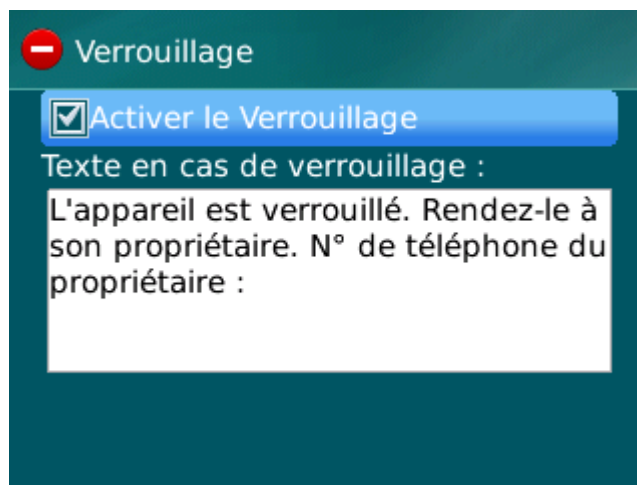 Verrouillage
Activer le Verrouillage
Texte en cas de verrouillage :
L'appareil est verrouillé. Rendez-le à
son propriétaire. N° de téléphone du
propriétaire :